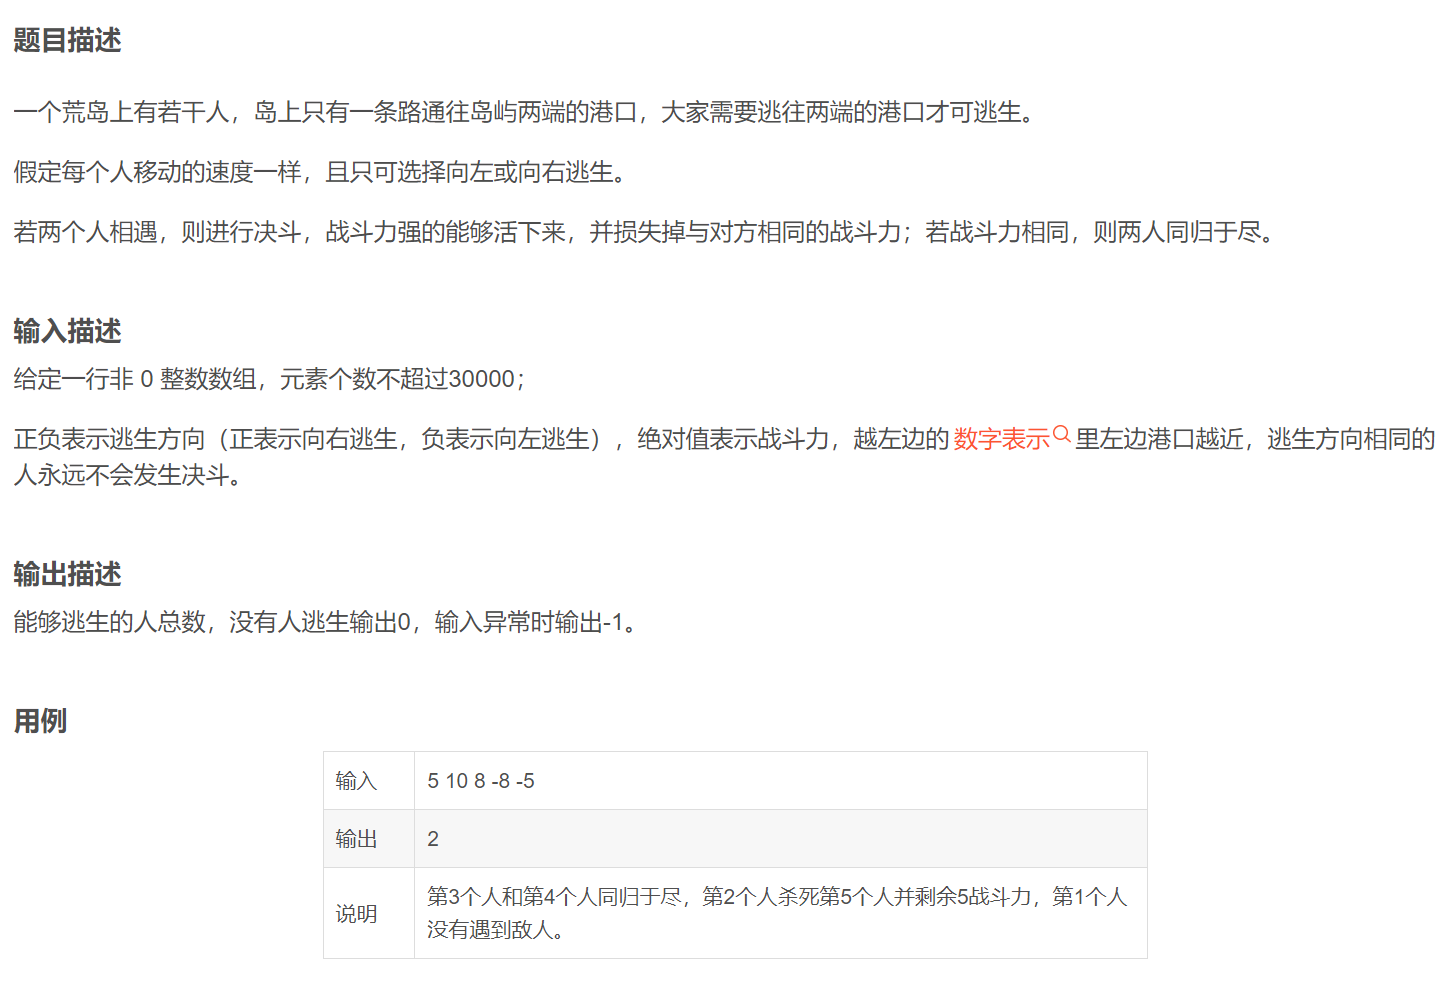 题目描述
一个荒岛上有若干人，岛上只有一条路通往岛屿两端的港口，大家需要逃往两端的港口才可逃生。
假定每个人移动的速度一样，且只可选择向左或向右逃生。
若两个人相遇，则进行决斗，战斗力强的能够活下来，并损失掉与对方相同的战斗力；若战斗力相同，则两人同归于尽。
输入描述
给定一行非 0 整数数组，元素个数不超过30000；
正负表示逃生方向（正表示向右逃生，负表示向左逃生），绝对值表示战斗力，越左边的 数字表示 里左边港口越近，逃生方向相同的
人永远不会发生决斗。
输出描述
能够逃生的人总数，没有人逃生输出0，输入异常时输出-1。
用例
输入 5 10 8 -8 -5
输出 2
说明 第3个人和第4个人同归于尽，第2个人杀死第5个人并剩余5战斗力，第1个人
没有遇到敌人。